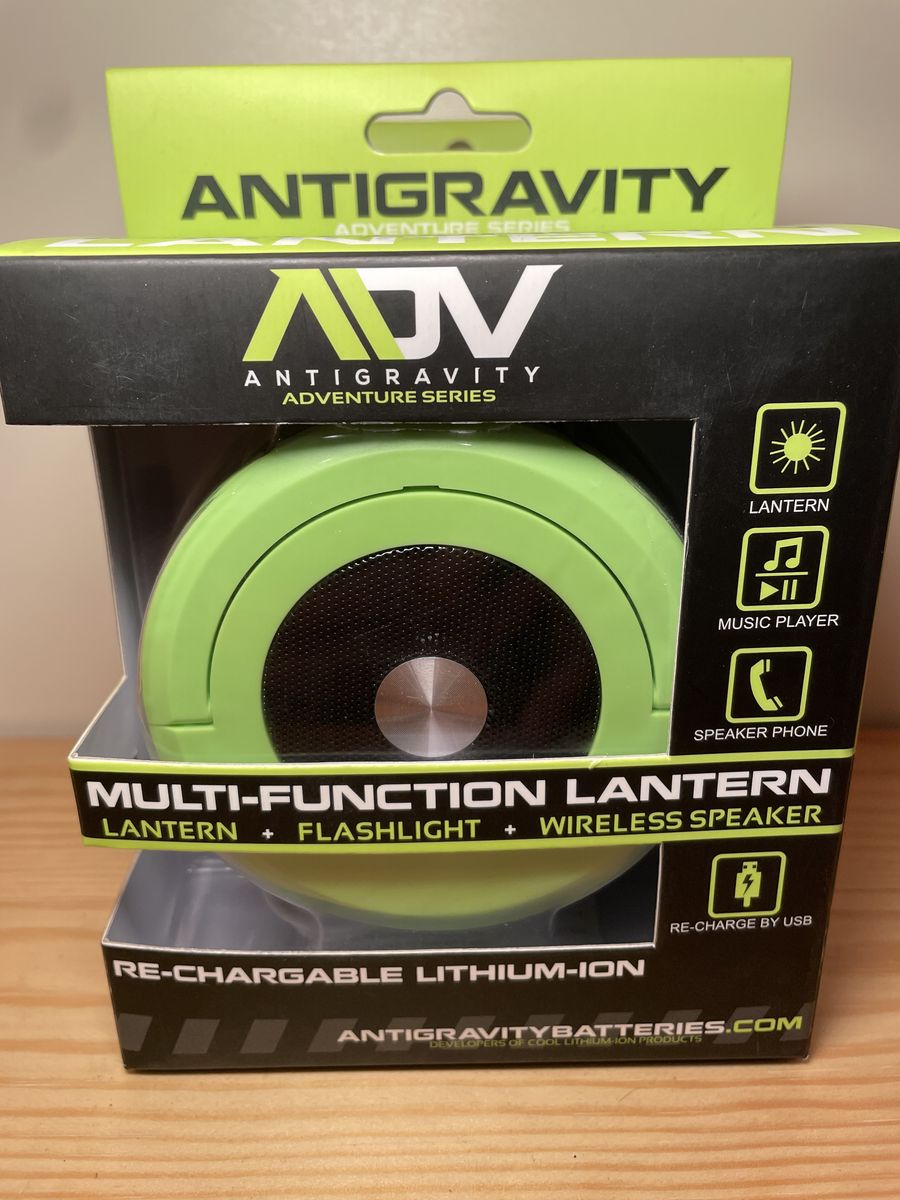 ANTIGRAVITY
ADVENTURE SERIES
LANTERN
ADV
ANTIGRAVITY
ADVENTURE SERIES
LANTERN
MUSIC PLAYER
SPEAKER PHONE
MULTI-FUNCTION LANTERN
LANTERN + FLASHLIGHT + WIRELESS SPEAKER
RE-CHARGE BY USB
RE-CHARGABLE LITHIUM-ION
ANTIGRAVITYBATTERIES.COM
DEVELOPERS OF COOL LITHIUM-ION PRODUCTS